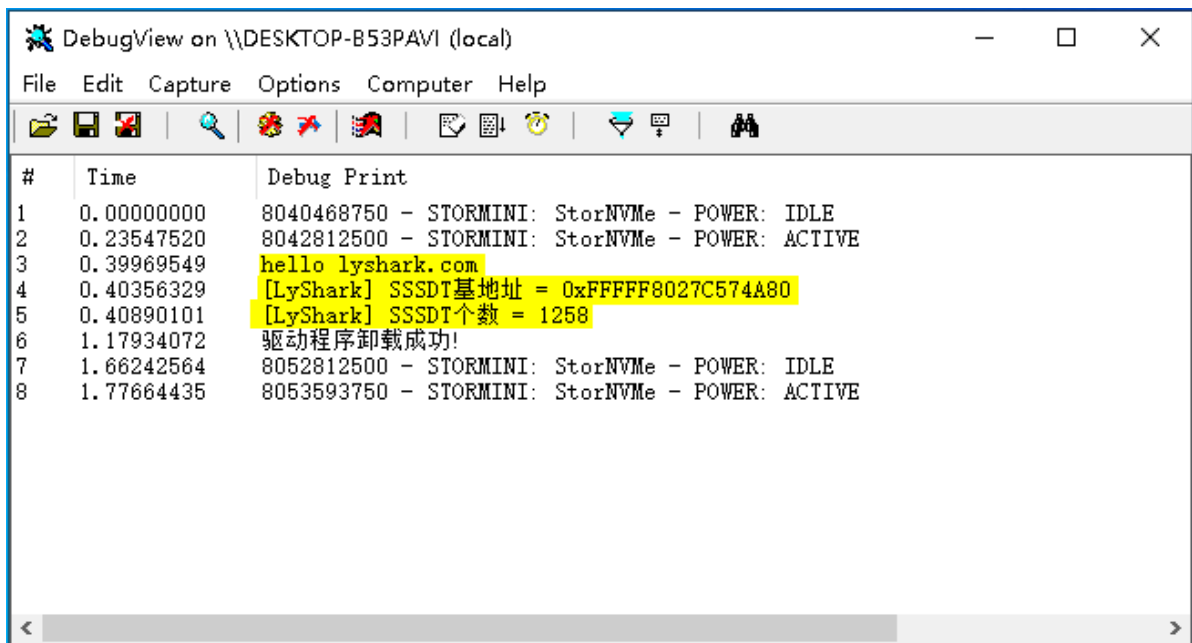 DebugView on \\DESKTOP-B53PAVI (local)
File Edit Capture Options Computer Help
# Time Debug Print
1 0.00000000 8040468750 - STORMINI: StorNVMe - POWER: IDLE
2 0.23547520 8042812500 - STORMINI: StorNVMe - POWER: ACTIVE
3 0.39969549 hello lyshark.com
4 0.40356329 [LyShark] SSSDT基地址 = 0xFFFFF8027C574A80
5 0.40890101 [LyShark] SSSDT个数 = 1258
6 1.17934072 驱动程序卸载成功!
7 1.66242564 8052812500 - STORMINI: StorNVMe - POWER: IDLE
8 1.77664435 8053593750 - STORMINI: StorNVMe - POWER: ACTIVE